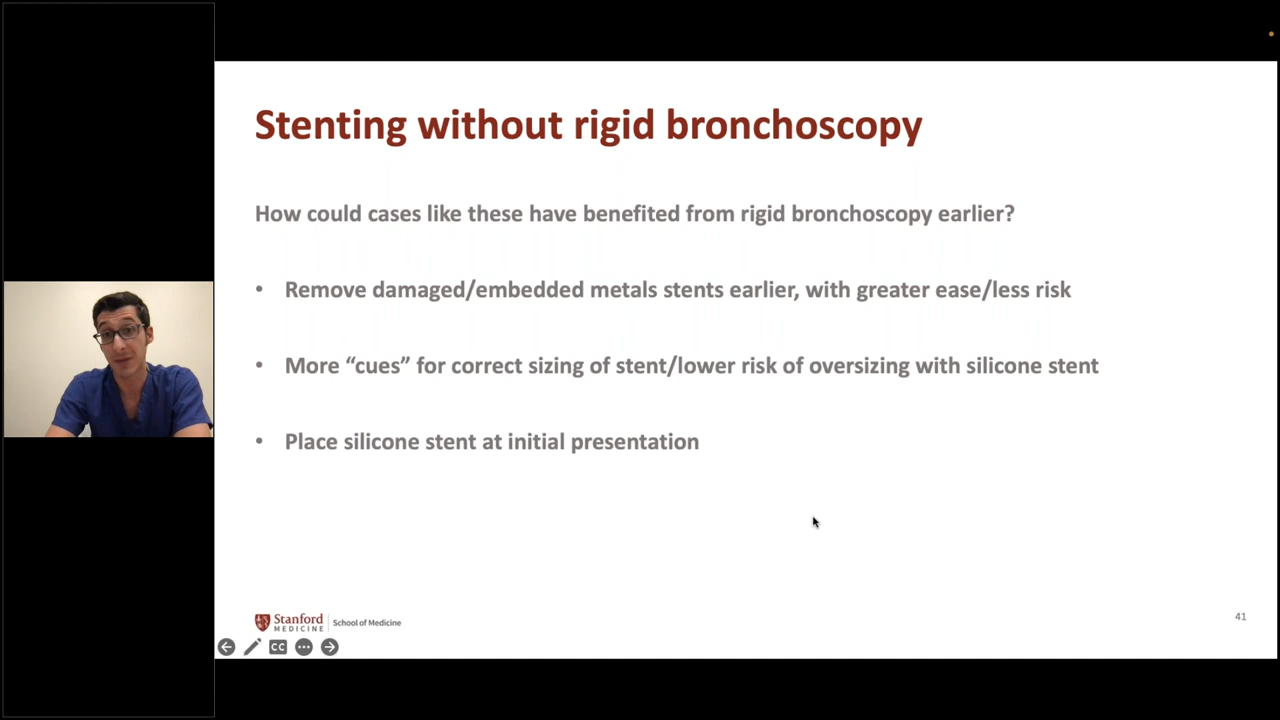 Stenting without rigid bronchoscopy
How could cases like these have benefited from rigid bronchoscopy earlier?
• Remove damaged/embedded metals stents earlier, with greater ease/less risk
• More “cues” for correct sizing of stent/lower risk of oversizing with silicone stent
• Place silicone stent at initial presentation
Stanford
MEDICINE
School of Medicine
41
CC